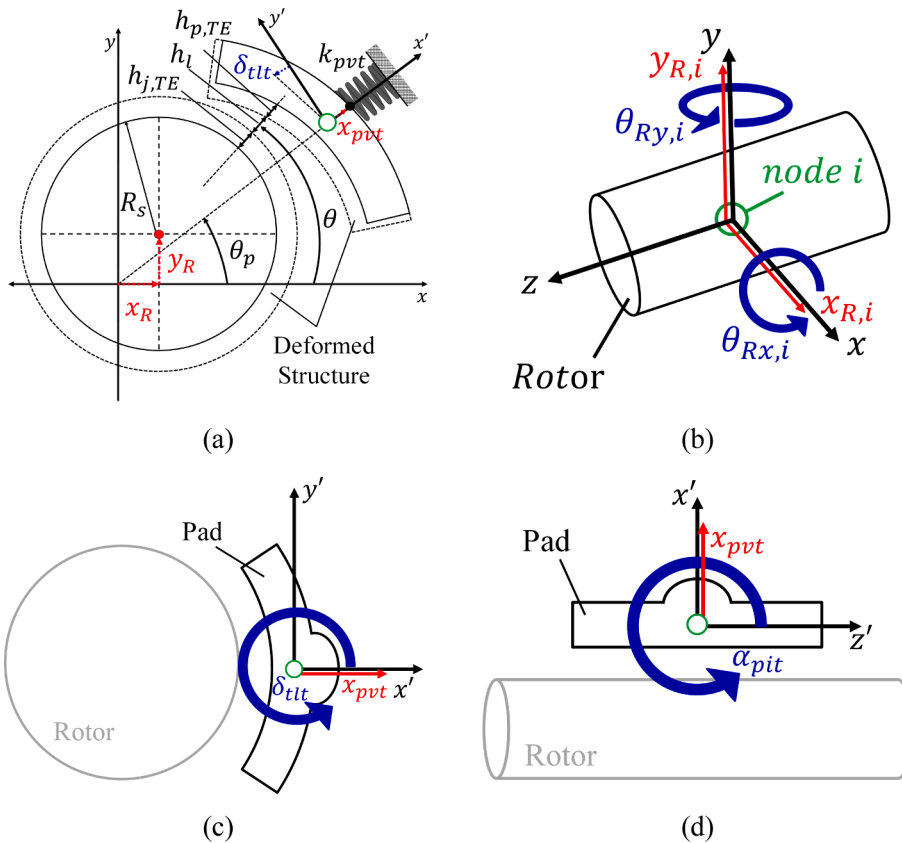 y
y′
h_{p,TE}
h_l
h_{j,TE}
δ_{tlt}
k_{pvt}
x′
x_{pvt}
R_s
θ
θ_p
y_R
x_R
x
Deformed
Structure
(a)
y
y_{R,i}
θ_{Ry,i}
node i
z
x_{R,i}
θ_{Rx,i}
x
Rotor
(b)
y′
Pad
δ_{tlt}
x_{pvt}
x′
Rotor
(c)
x′
x_{pvt}
Pad
z′
α_{pit}
Rotor
(d)